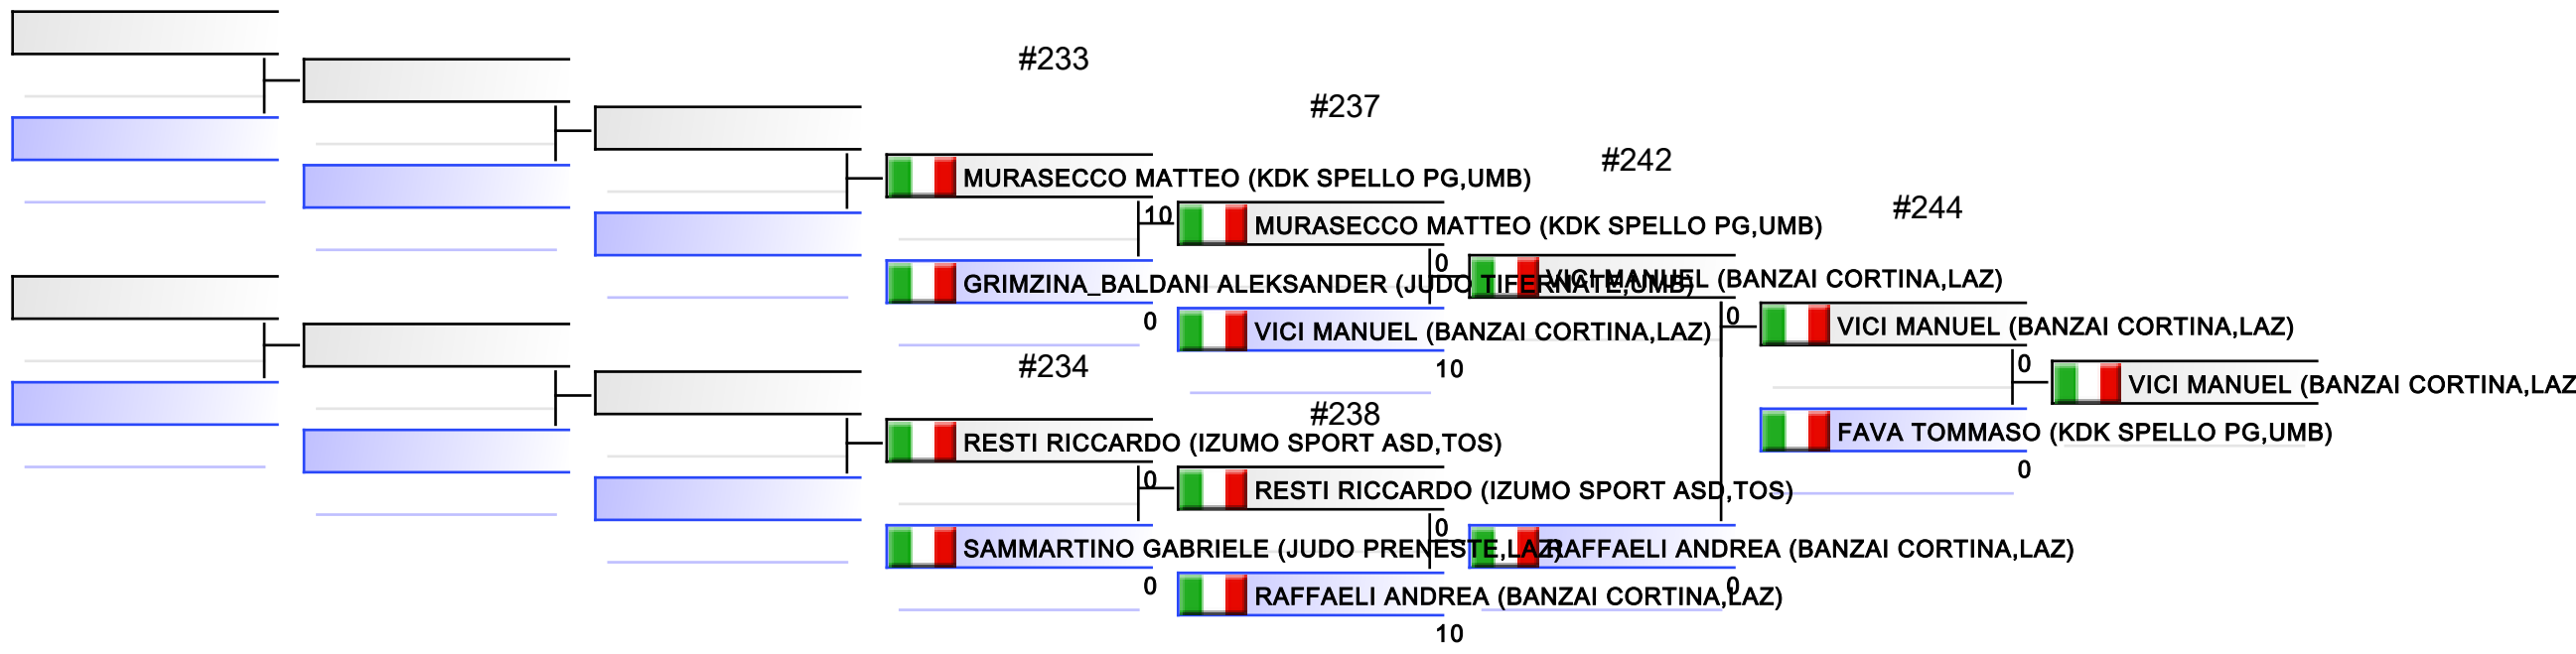 #233
#237
#242
MURASECCO MATTEO (KDK SPELLO PG,UMB)
#244
10
MURASECCO MATTEO (KDK SPELLO PG,UMB)
0
VICI MANUEL (BANZAI CORTINA,LAZ)
GRIMZINA_BALDANI ALEKSANDER (JUDO TIFERNATE,UMB)
0
0
VICI MANUEL (BANZAI CORTINA,LAZ)
VICI MANUEL (BANZAI CORTINA,LAZ)
#234
10
0
VICI MANUEL (BANZAI CORTINA,LAZ
#238
RESTI RICCARDO (IZUMO SPORT ASD,TOS)
FAVA TOMMASO (KDK SPELLO PG,UMB)
0
0
RESTI RICCARDO (IZUMO SPORT ASD,TOS)
0
SAMMARTINO GABRIELE (JUDO PRENESTE,LAZ)
RAFFAELI ANDREA (BANZAI CORTINA,LAZ)
0
0
RAFFAELI ANDREA (BANZAI CORTINA,LAZ)
10